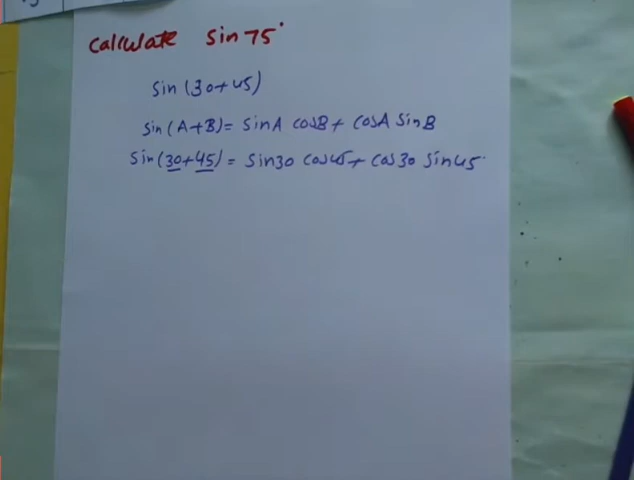 Calculate sin 75°
sin (30+45)
sin (A+B) = sinA cosB + cosA sinB
sin (30+45) = sin30 cos45 + cos30 sin45